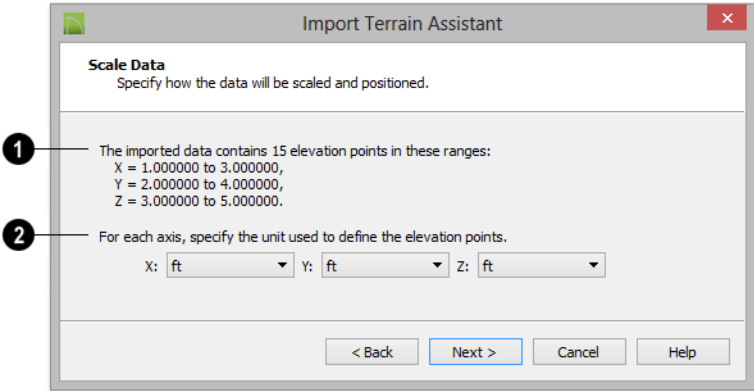 Import Terrain Assistant
Scale Data
Specify how the data will be scaled and positioned.
1 The imported data contains 15 elevation points in these ranges:
X = 1.000000 to 3.000000,
Y = 2.000000 to 4.000000,
Z = 3.000000 to 5.000000.
2 For each axis, specify the unit used to define the elevation points.
X: ft Y: ft Z: ft
< Back Next > Cancel Help